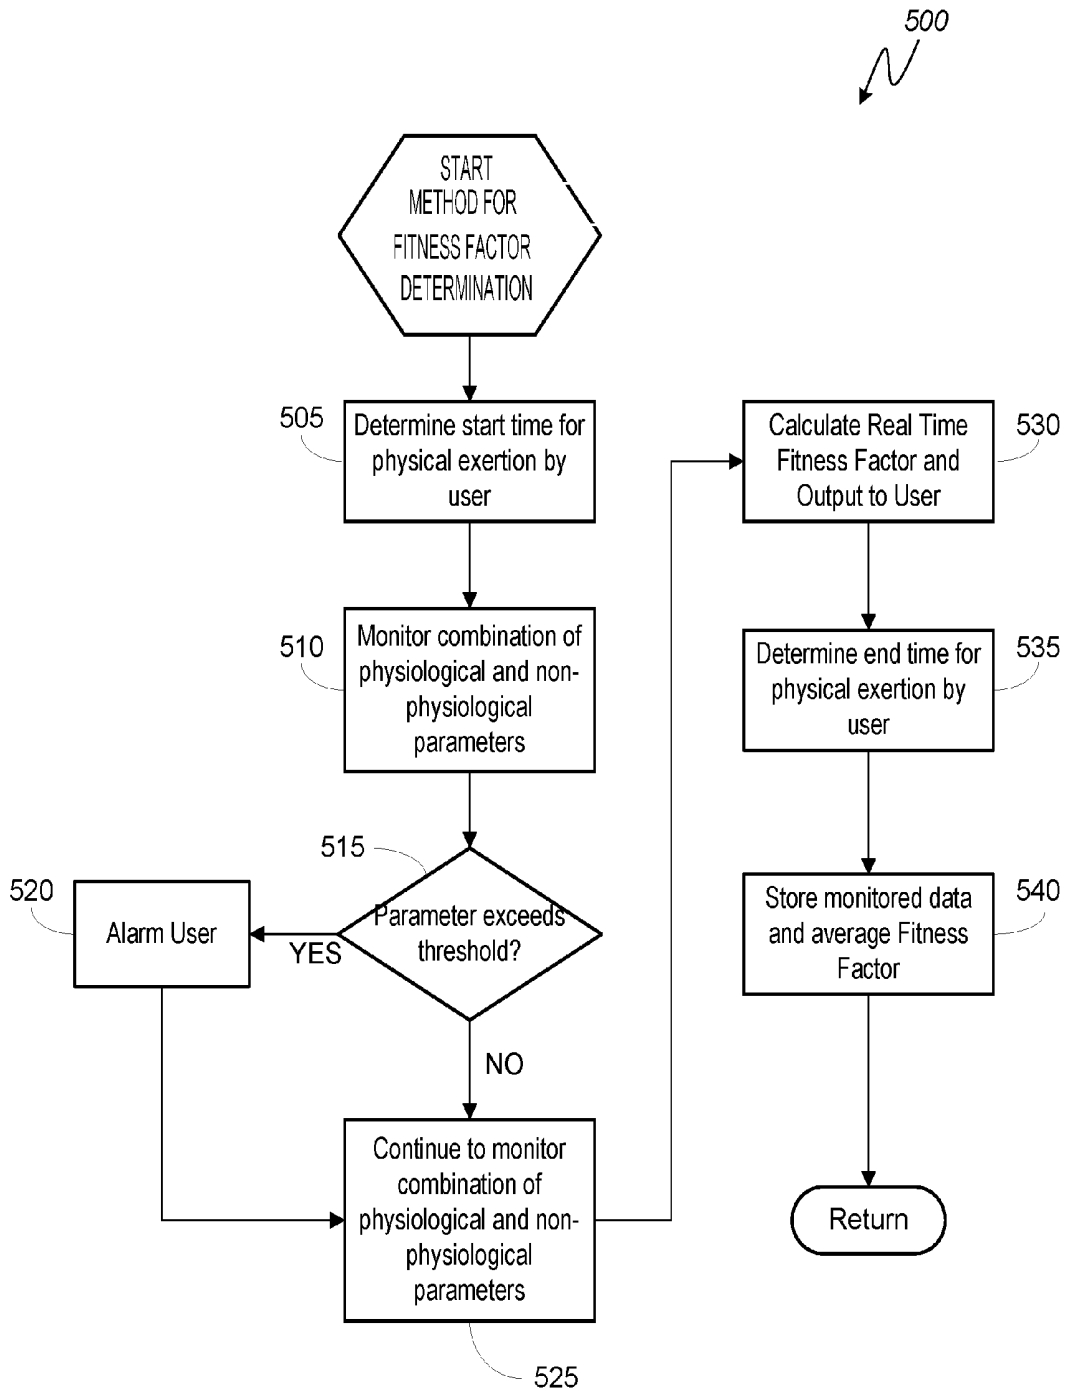 500
START
METHOD FOR
FITNESS FACTOR
DETERMINATION
505
Determine start time for
physical exertion by
user
510
Monitor combination of
physiological and non-
physiological
parameters
515
Parameter exceeds
threshold?
YES
520
Alarm User
NO
Continue to monitor
combination of
physiological and non-
physiological
parameters
525
530
Calculate Real Time
Fitness Factor and
Output to User
535
Determine end time for
physical exertion by
user
540
Store monitored data
and average Fitness
Factor
Return